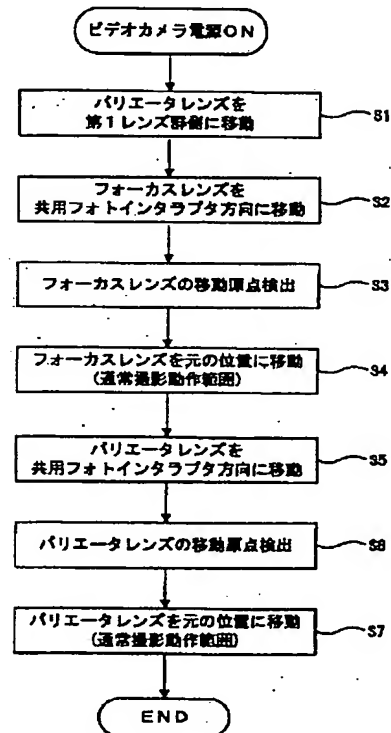 ビデオカメラ電源ON
バリエータレンズを
第1レンズ群側に移動
S1
フォーカスレンズを
共用フォトインタラプタ方向に移動
S2
フォーカスレンズの移動原点検出
S3
フォーカスレンズを元の位置に移動
(通常撮影動作範囲)
S4
バリエータレンズを
共用フォトインタラプタ方向に移動
S5
バリエータレンズの移動原点検出
S6
バリエータレンズを元の位置に移動
(通常撮影動作範囲)
S7
END